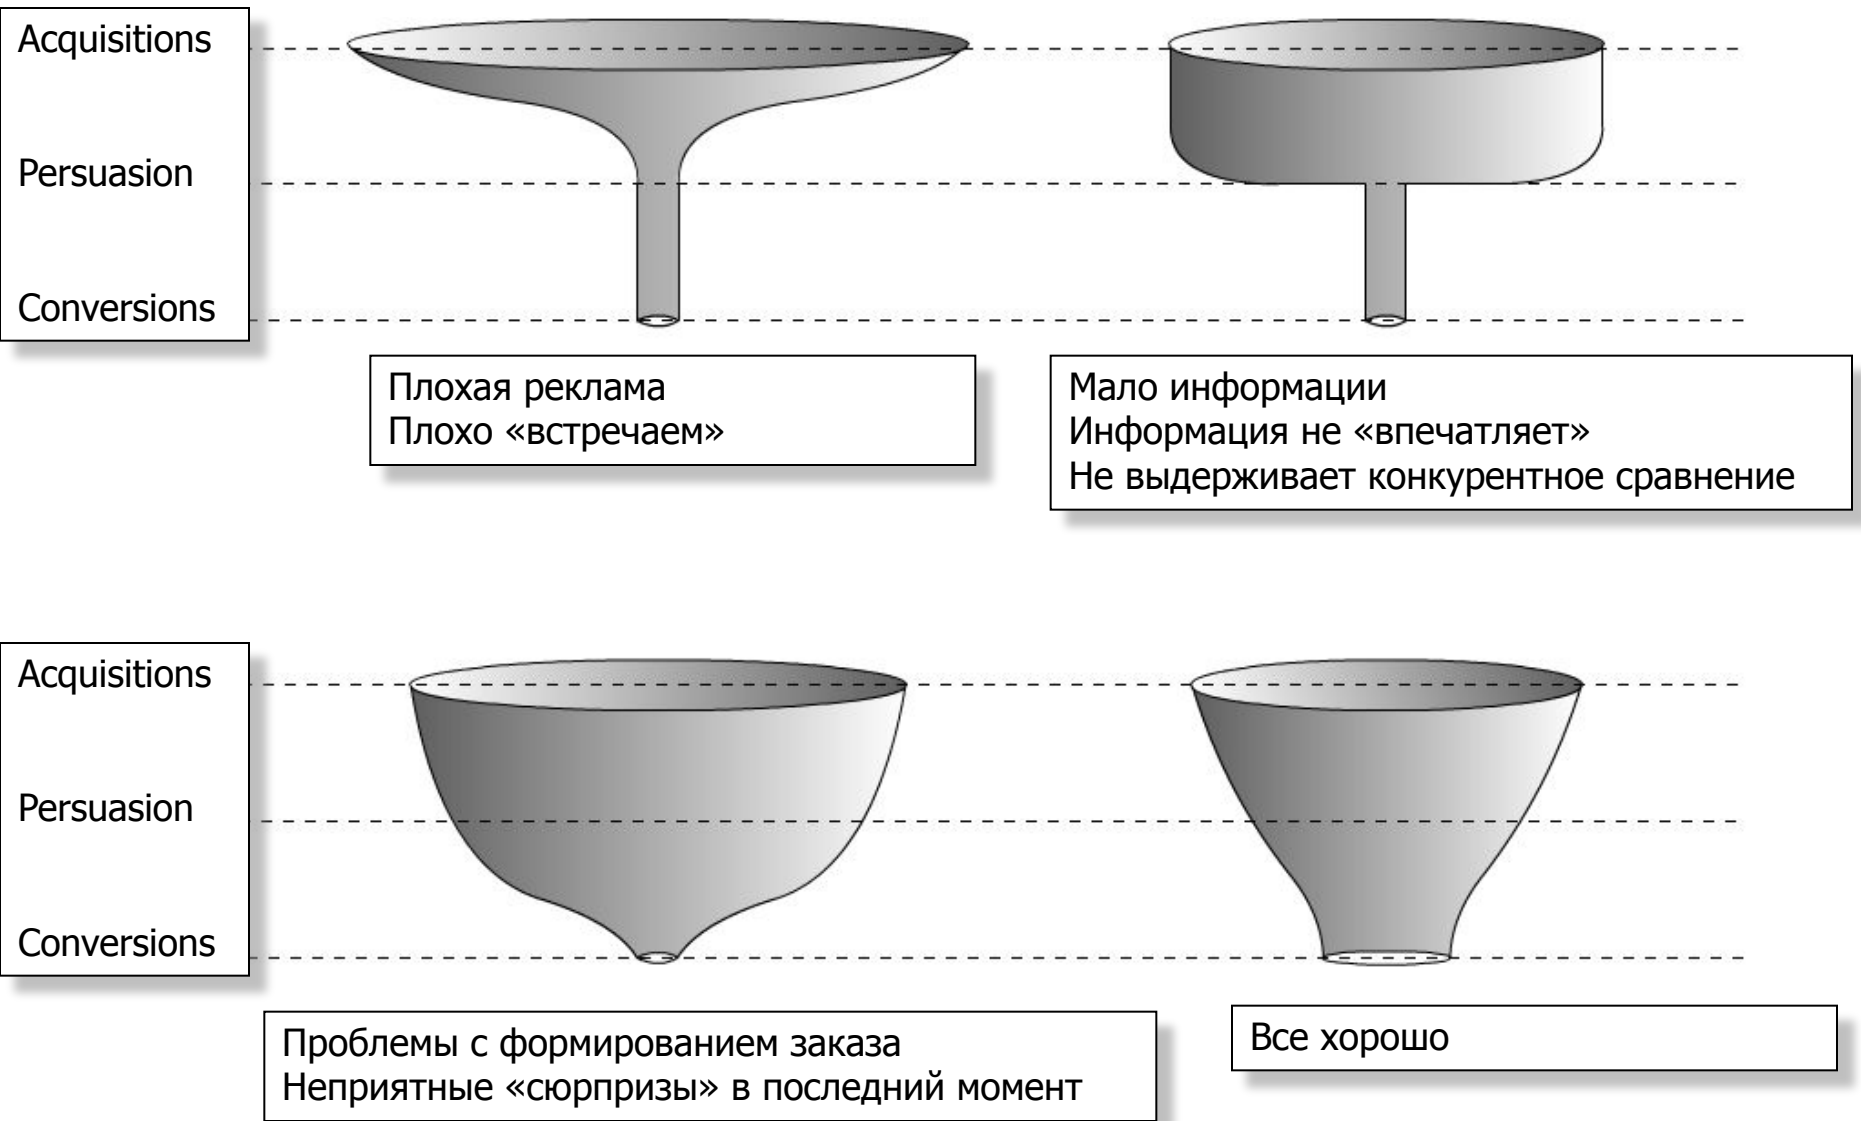 Acquisitions
Persuasion
Conversions
Плохая реклама
Плохо «встречаем»
Мало информации
Информация не «впечатляет»
Не выдерживает конкурентное сравнение
Acquisitions
Persuasion
Conversions
Проблемы с формированием заказа
Неприятные «сюрпризы» в последний момент
Все хорошо